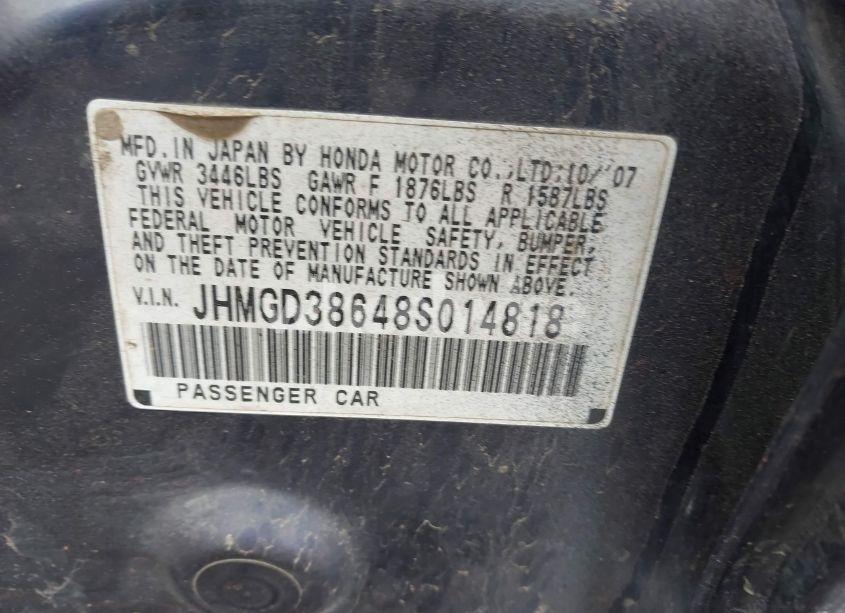 MFD. IN JAPAN BY HONDA MOTOR CO.,LTD. 10/'07
GVWR 3446LBS GAWR F 1876LBS R 1587LBS
THIS VEHICLE CONFORMS TO ALL APPLICABLE
FEDERAL MOTOR VEHICLE SAFETY, BUMPER,
AND THEFT PREVENTION STANDARDS IN EFFECT
ON THE DATE OF MANUFACTURE SHOWN ABOVE.
V.I.N. JHMGD38648S014818
PASSENGER CAR